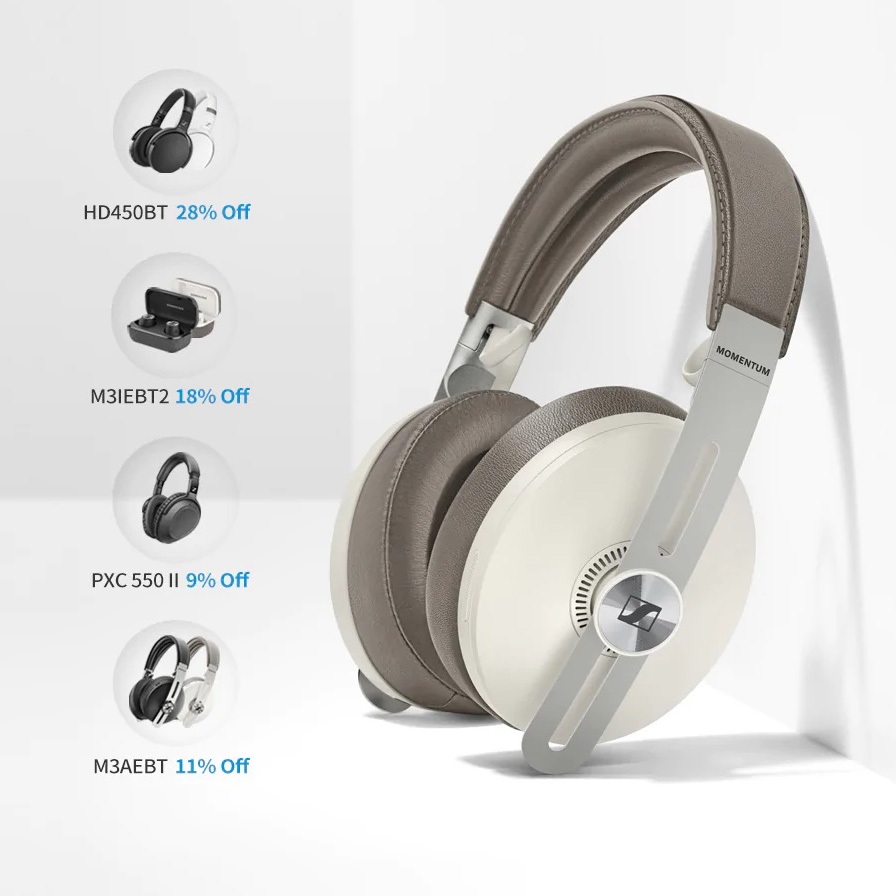 HD450BT 28% Off
M3IEBT2 18% Off
PXC 550 II 9% Off
M3AEBT 11% Off
MOMENTUM